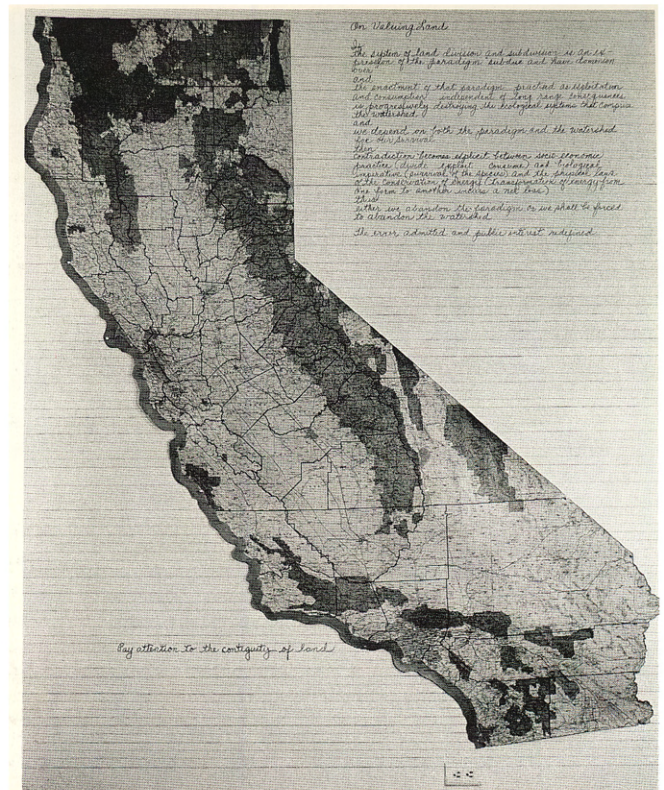 On Valuing Land
If
the system of land division and subdivision is an ex-
pression of the paradigm subdue and have dominion
over
and
the enactment of that paradigm practiced as exploitation
and consumption independent of long range consequences
is progressively destroying the ecological systems that comprise
the watershed
and
we depend on both the paradigm and the watershed
for our survival
then
contradiction becomes explicit between socio economic
practice (divide exploit consume) and biological
imperative (survival of the species) and the physical laws
of the conservation of energy (transformation of energy from
one form to another incurs a net loss.)
Thus
either we abandon the paradigm or we shall be forced
to abandon the watershed
The error admitted and public interest redefined
Pay attention to the contiguity of land